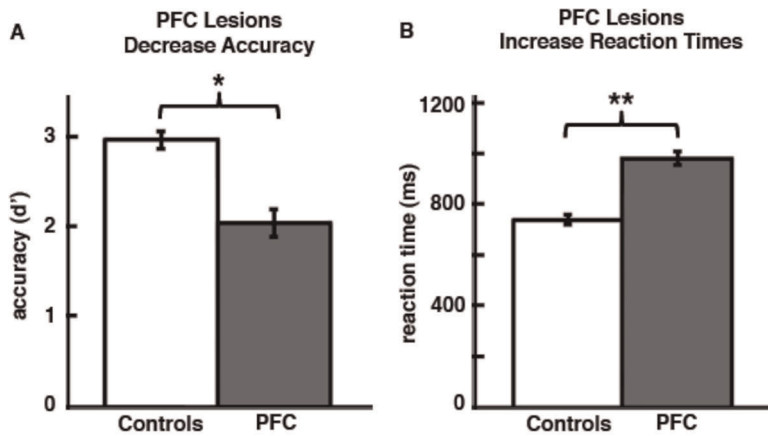 A
PFC Lesions
Decrease Accuracy
*
accuracy (d')
3
2
1
0
Controls
PFC
B
PFC Lesions
Increase Reaction Times
**
reaction time (ms)
1200
800
400
0
Controls
PFC